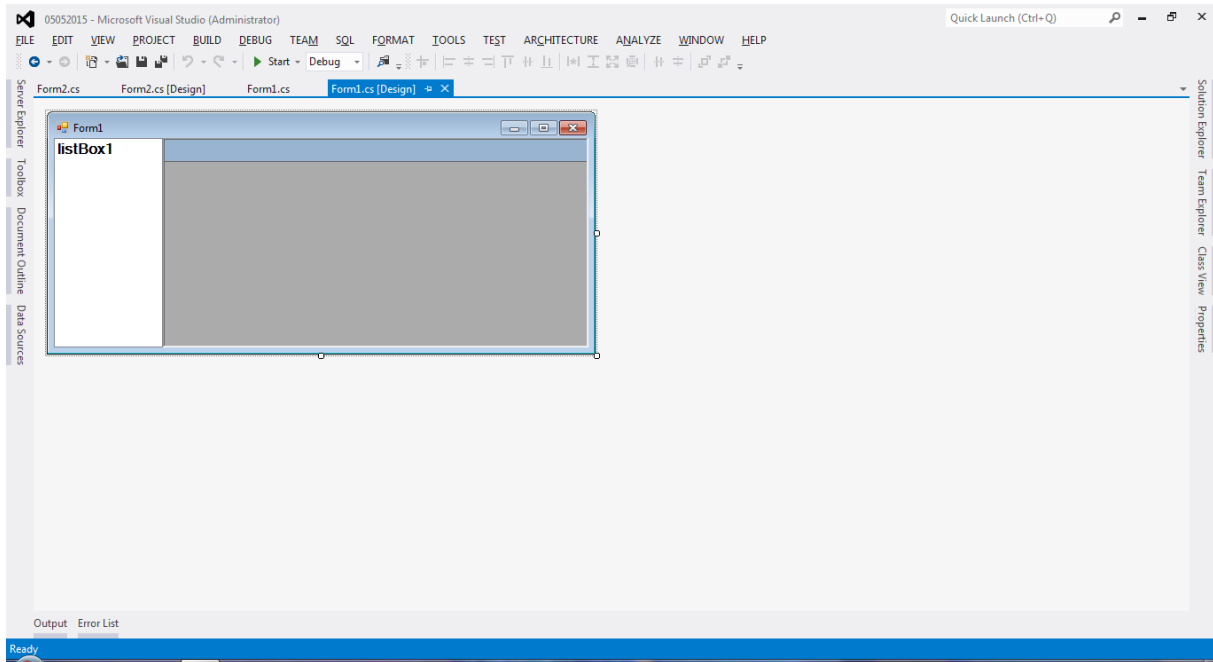 05052015 - Microsoft Visual Studio (Administrator) Quick Launch (Ctrl+Q)
FILE EDIT VIEW PROJECT BUILD DEBUG TEAM SQL FORMAT TOOLS TEST ARCHITECTURE ANALYZE WINDOW HELP
Start Debug
Form2.cs Form2.cs [Design] Form1.cs Form1.cs [Design]
Form1
listBox1
Server Explorer
Toolbox
Document Outline
Data Sources
Solution Explorer
Team Explorer
Class View
Properties
Output Error List
Ready